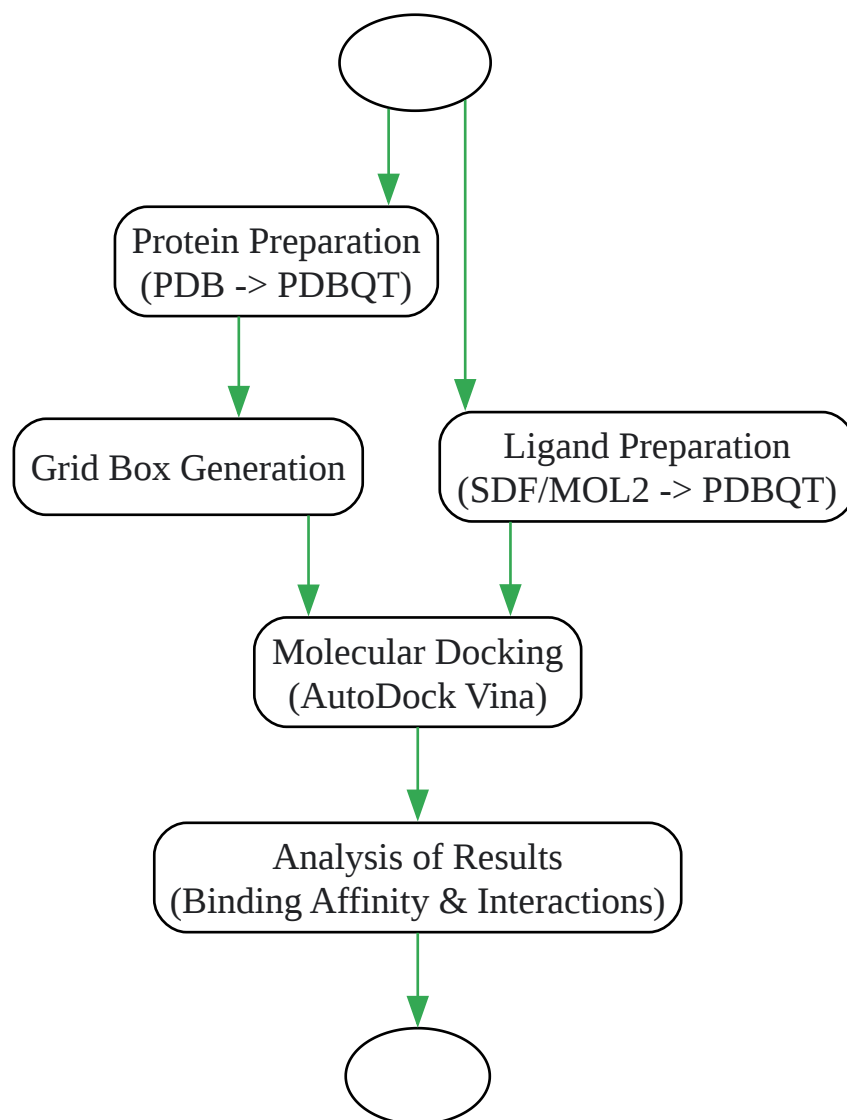 Protein Preparation
(PDB -> PDBQT)
Grid Box Generation
Ligand Preparation
(SDF/MOL2 -> PDBQT)
Molecular Docking
(AutoDock Vina)
Analysis of Results
(Binding Affinity & Interactions)